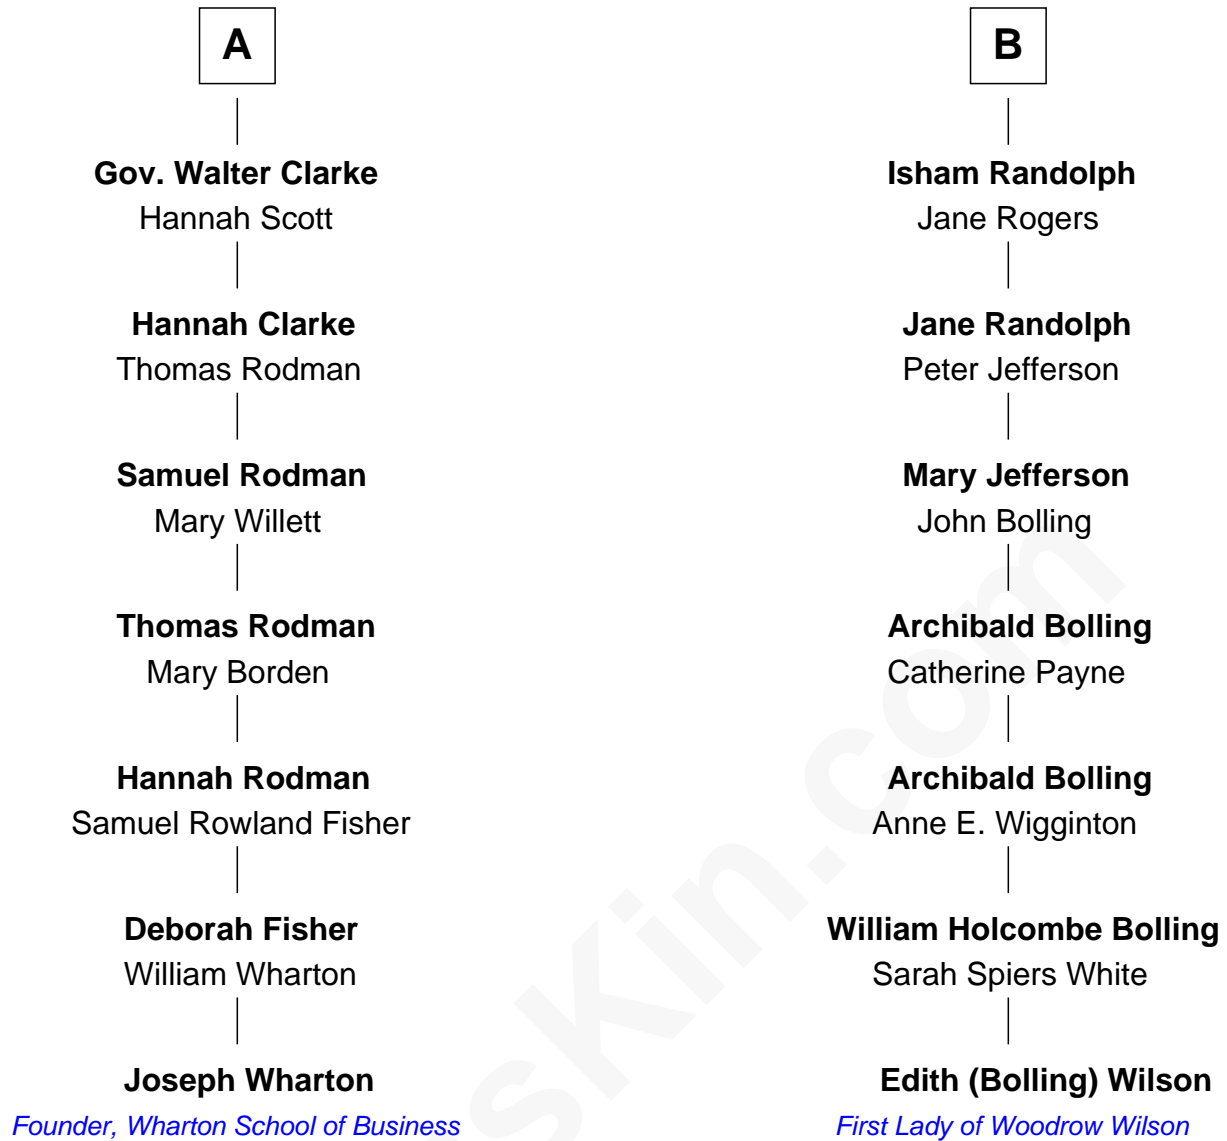 A
Gov. Walter Clarke
Hannah Scott
Hannah Clarke
Thomas Rodman
Samuel Rodman
Mary Willett
Thomas Rodman
Mary Borden
Hannah Rodman
Samuel Rowland Fisher
Deborah Fisher
William Wharton
Joseph Wharton
Founder, Wharton School of Business
B
Isham Randolph
Jane Rogers
Jane Randolph
Peter Jefferson
Mary Jefferson
John Bolling
Archibald Bolling
Catherine Payne
Archibald Bolling
Anne E. Wigginton
William Holcombe Bolling
Sarah Spiers White
Edith (Bolling) Wilson
First Lady of Woodrow Wilson
sKin.com